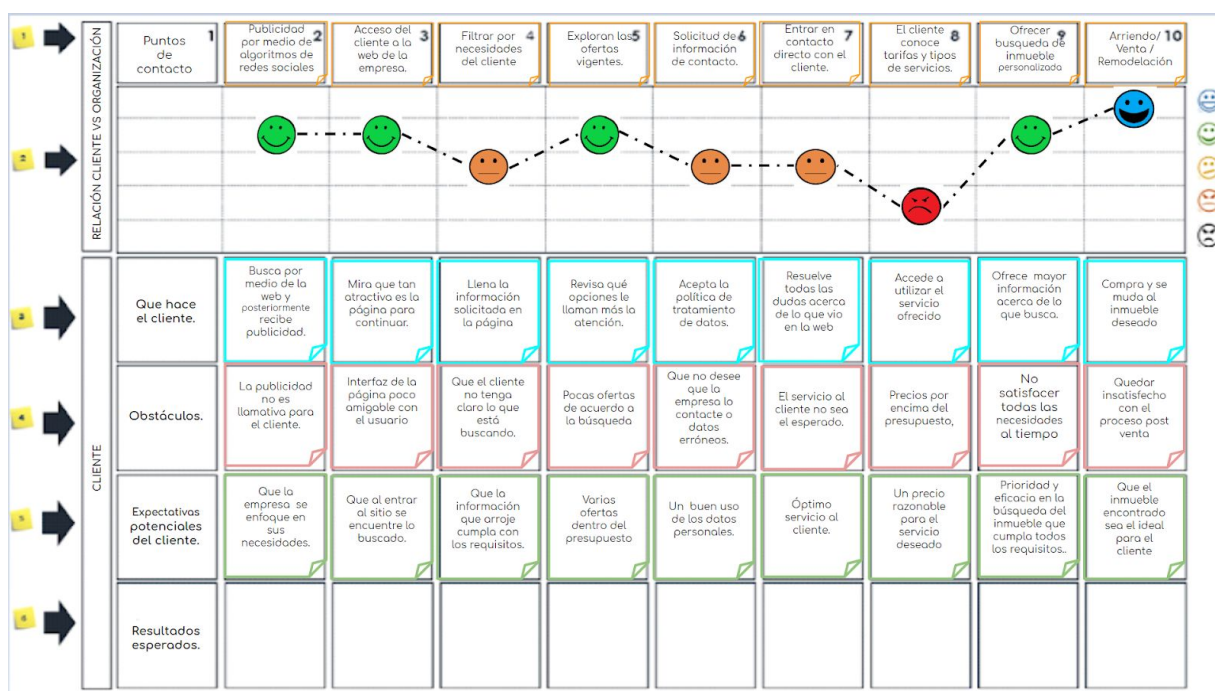 1
RELACIÓN CLIENTE VS ORGANIZACIÓN
Puntos 1
de
contacto
Publicidad
por medio de 2
algoritmos de
redes sociales
Acceso del 3
cliente a la
web de la
empresa.
4
Filtrar por
necesidades
del cliente
Exploran las 5
ofertas
vigentes.
Solicitud de 6
información
de contacto.
Entrar en
contacto 7
directo con el
cliente.
El cliente
conoce 8
tarifas y tipos
de servicios.
Ofrecer 9
busqueda de
inmueble
personalizada
Arriendo/ 10
Venta /
Remodelación
2
CLIENTE
3
Que hace
el cliente.
Busca por
medio de la
web y
posteriormente
recibe
publicidad.
Mira que tan
atractiva es la
página para
continuar.
Llena la
información
solicitada en
la página
Revisa qué
opciones le
llaman más la
atención.
Acepta la
política de
tratamiento
de datos.
Resuelve
todas las
dudas acerca
de lo que vio
en la web
Accede a
utilizar el
servicio
ofrecido
Ofrece mayor
información
acerca de lo
que busca.
Compra y se
muda al
inmueble
deseado
4
Obstáculos.
La publicidad
no es
llamativa para
el cliente.
Interfaz de la
página poco
amigable con
el usuario
Que el cliente
no tenga
claro lo que
está
buscando.
Pocas ofertas
de acuerdo a
la búsqueda
Que no desee
que la
empresa lo
contacte o
datos
erróneos.
El servicio al
cliente no sea
el esperado.
Precios por
encima del
presupuesto,
No
satisfacer
todas las
necesidades
al tiempo
Quedar
insatisfecho
con el
proceso post
venta
5
Expectativas
potenciales
del cliente.
Que la
empresa se
enfoque en
sus
necesidades.
Que al entrar
al sitio se
encuentre lo
buscado.
Que la
información
que arroje
cumpla con
los requisitos.
Varias
ofertas
dentro del
presupuesto
Un buen uso
de los datos
personales.
Óptimo
servicio al
cliente.
Un precio
razonable
para el
servicio
deseado
Prioridad y
eficacia en la
búsqueda del
inmueble que
cumpla todos
los requisitos..
Que el
inmueble
encontrado
sea el ideal
para el
cliente
6
Resultados
esperados.